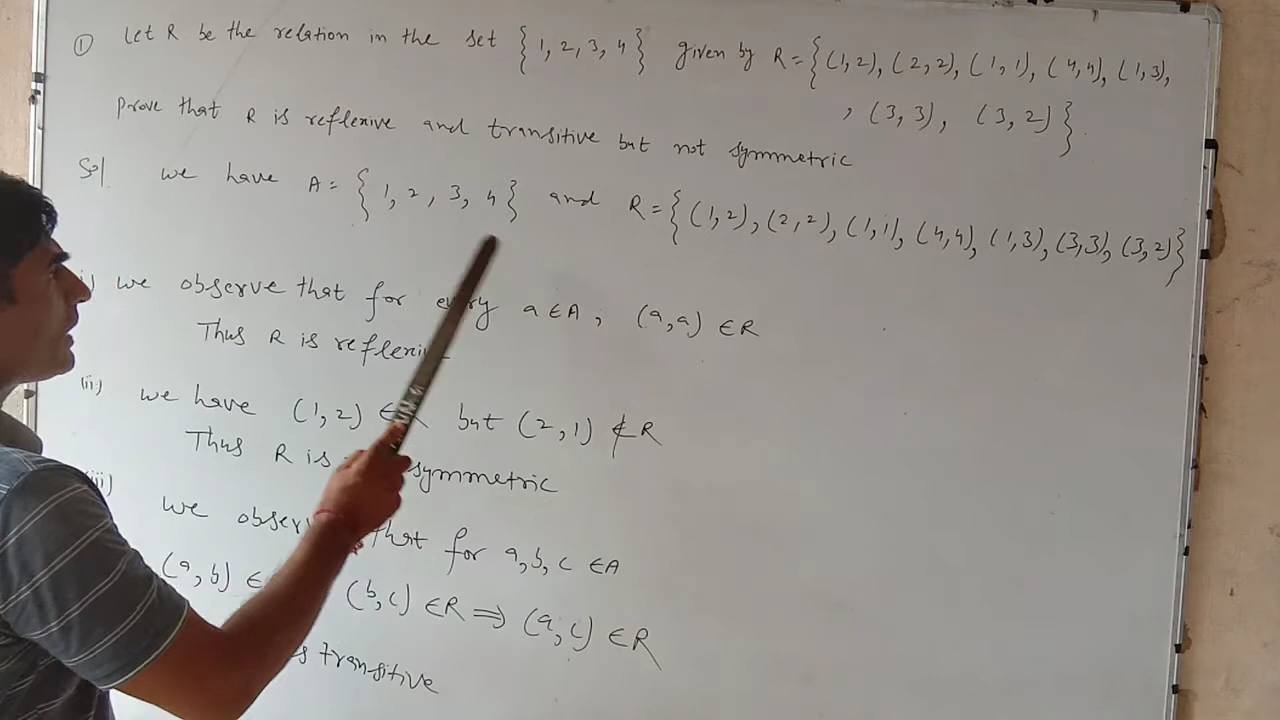 ① Let R be the relation in the set {1, 2, 3, 4} given by R = {(1,2), (2,2), (1,1), (4,4), (1,3),
, (3,3), (3,2)}.
Prove that R is reflexive and transitive but not symmetric
Sol we have A = {1, 2, 3, 4} and R = {(1,2), (2,2), (1,1), (4,4), (1,3), (3,3), (3,2)}
we observe that for every a ∈ A, (a,a) ∈ R
Thus R is
(ii) we have (1,2) ∈ R but (2,1) ∉ R
Thus R is symmetric
we that for a, b, c ∈ A
(a,b) ∈ (b,c) ∈ R ⇒ (a,c) ∈ R
transitive